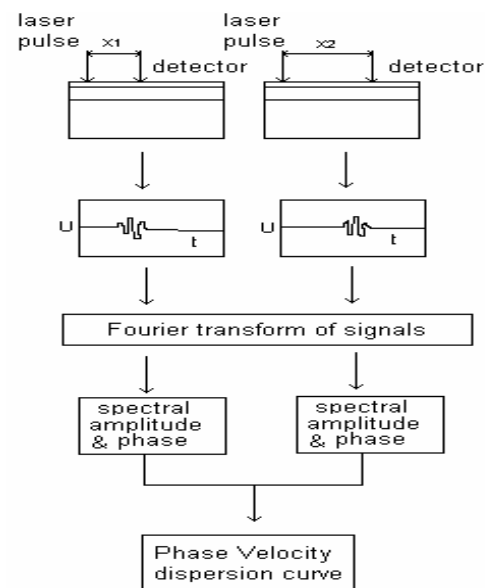 laser
pulse
X1
detector
laser
pulse
X2
detector
U
t
U
t
Fourier transform of signals
spectral
amplitude
& phase
spectral
amplitude
& phase
Phase Velocity
dispersion curve